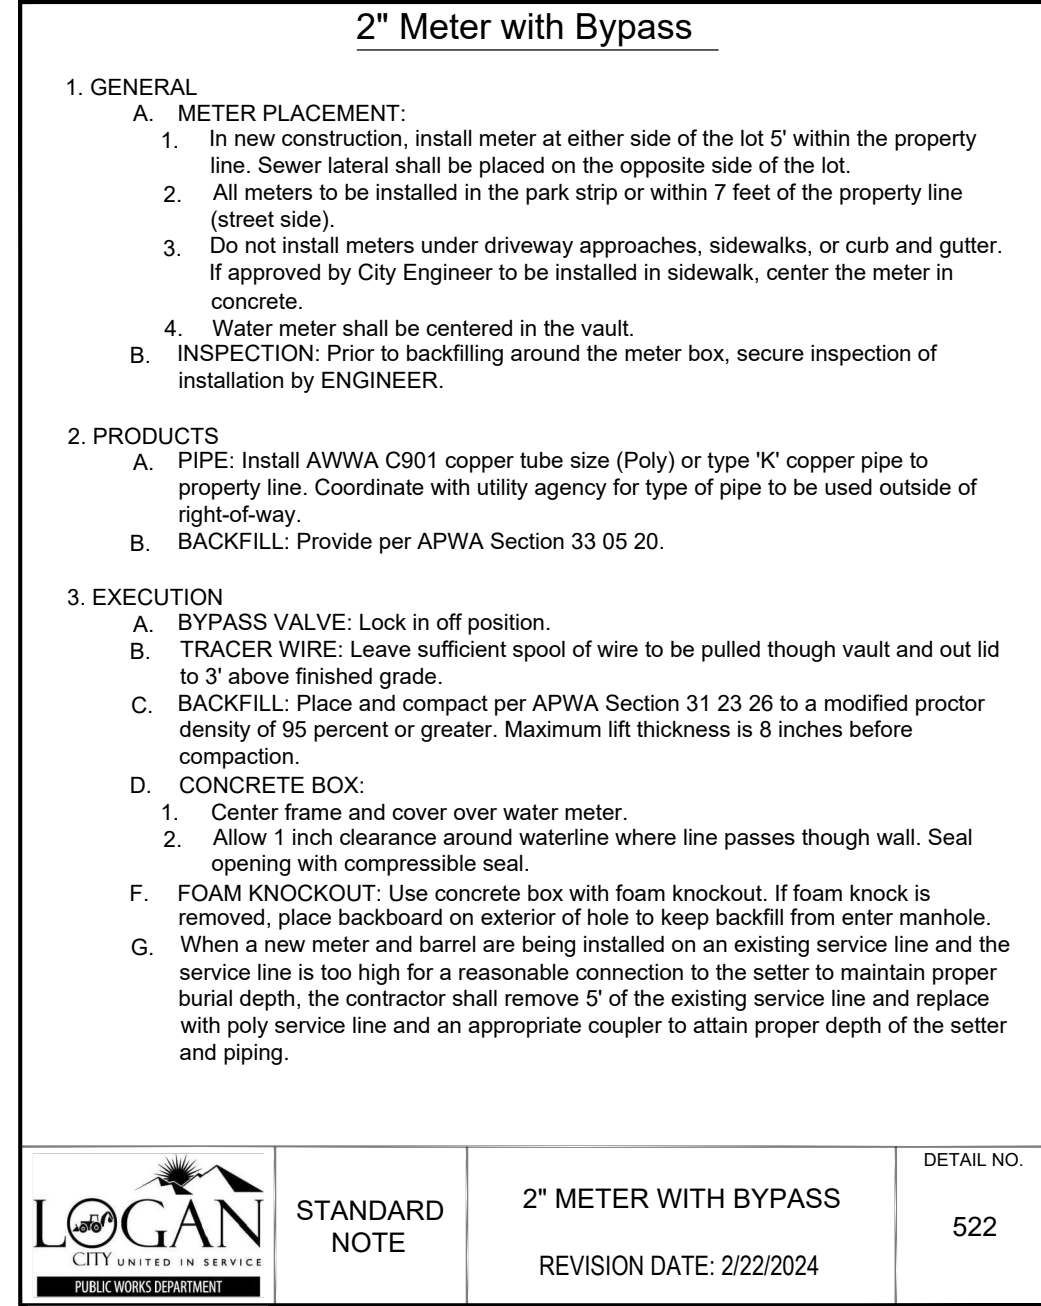 2" Meter with Bypass
1. GENERAL
A. METER PLACEMENT:
1. In new construction, install meter at either side of the lot 5' within the property
line. Sewer lateral shall be placed on the opposite side of the lot.
2. All meters to be installed in the park strip or within 7 feet of the property line
(street side).
3. Do not install meters under driveway approaches, sidewalks, or curb and gutter.
If approved by City Engineer to be installed in sidewalk, center the meter in
concrete.
4. Water meter shall be centered in the vault.
B. INSPECTION: Prior to backfilling around the meter box, secure inspection of
installation by ENGINEER.
2. PRODUCTS
A. PIPE: Install AWWA C901 copper tube size (Poly) or type 'K' copper pipe to
property line. Coordinate with utility agency for type of pipe to be used outside of
right-of-way.
B. BACKFILL: Provide per APWA Section 33 05 20.
3. EXECUTION
A. BYPASS VALVE: Lock in off position.
B. TRACER WIRE: Leave sufficient spool of wire to be pulled though vault and out lid
to 3' above finished grade.
C. BACKFILL: Place and compact per APWA Section 31 23 26 to a modified proctor
density of 95 percent or greater. Maximum lift thickness is 8 inches before
compaction.
D. CONCRETE BOX:
1. Center frame and cover over water meter.
2. Allow 1 inch clearance around waterline where line passes though wall. Seal
opening with compressible seal.
F. FOAM KNOCKOUT: Use concrete box with foam knockout. If foam knock is
removed, place backboard on exterior of hole to keep backfill from enter manhole.
G. When a new meter and barrel are being installed on an existing service line and the
service line is too high for a reasonable connection to the setter to maintain proper
burial depth, the contractor shall remove 5' of the existing service line and replace
with poly service line and an appropriate coupler to attain proper depth of the setter
and piping.
LOGAN
CITY UNITED IN SERVICE
PUBLIC WORKS DEPARTMENT
STANDARD
NOTE
2" METER WITH BYPASS
REVISION DATE: 2/22/2024
DETAIL NO.
522